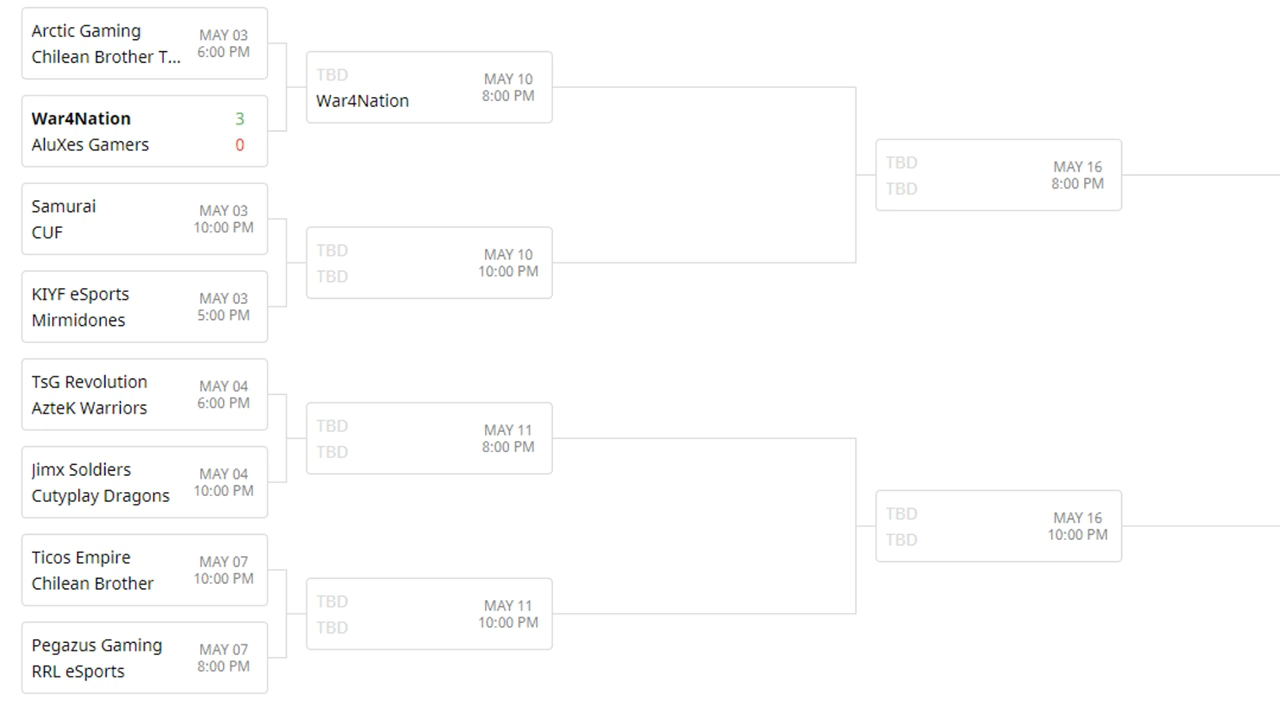 Arctic Gaming
Chilean Brother T...
MAY 03
6:00 PM
War4Nation 3
AluXes Gamers 0
Samurai
CUF
MAY 03
10:00 PM
KIYF eSports
Mirmidones
MAY 03
5:00 PM
TsG Revolution
AzteK Warriors
MAY 04
6:00 PM
Jimx Soldiers
Cutyplay Dragons
MAY 04
10:00 PM
Ticos Empire
Chilean Brother
MAY 07
10:00 PM
Pegazus Gaming
RRL eSports
MAY 07
8:00 PM
TBD
War4Nation
MAY 10
8:00 PM
TBD
TBD
MAY 10
10:00 PM
TBD
TBD
MAY 11
8:00 PM
TBD
TBD
MAY 11
10:00 PM
TBD
TBD
MAY 16
8:00 PM
TBD
TBD
MAY 16
10:00 PM